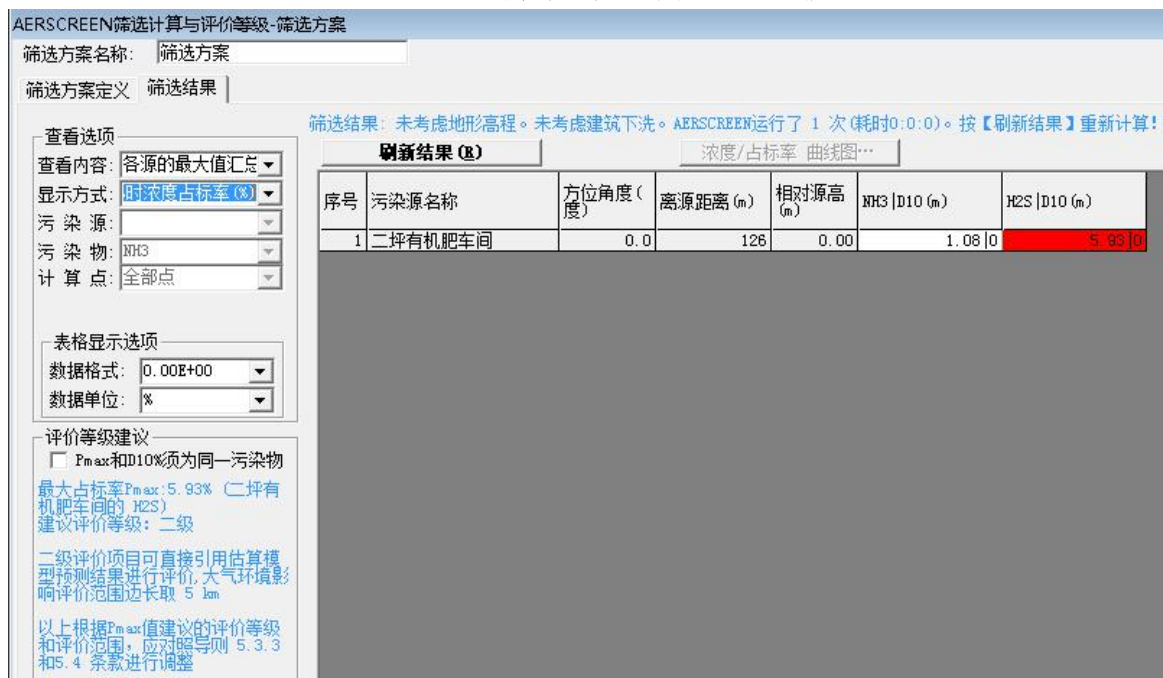 AERSCREEN筛选计算与评价等级-筛选方案
筛选方案名称: 筛选方案
筛选方案定义 筛选结果
筛选结果: 未考虑地形高程。未考虑建筑下洗。AERSCREEN运行了 1 次(耗时0:0:0)。按【刷新结果】重新计算!
查看选项
查看内容: 各源的最大值汇总
显示方式: 时浓度占标率(%)
污 染 源:
污 染 物: NH3
计 算 点: 全部点
刷新结果(R)
浓度/占标率 曲线图…
序号 污染源名称 方位角度(度) 离源距离(m) 相对源高(m) NH3|D10(m) H2S|D10(m)
1 二坪有机肥车间 0.0 126 0.00 1.08|0 5.93|0
表格显示选项
数据格式: 0.00E+00
数据单位: %
评价等级建议
Pmax和D10%须为同一污染物
最大占标率Pmax:5.93% (二坪有
机肥车间的 H2S)
建议评价等级: 二级
二级评价项目可直接引用估算模
型预测结果进行评价,大气环境影
响评价范围边长取 5 km
以上根据Pmax值建议的评价等级
和评价范围,应对照导则 5.3.3
和5.4 条款进行调整